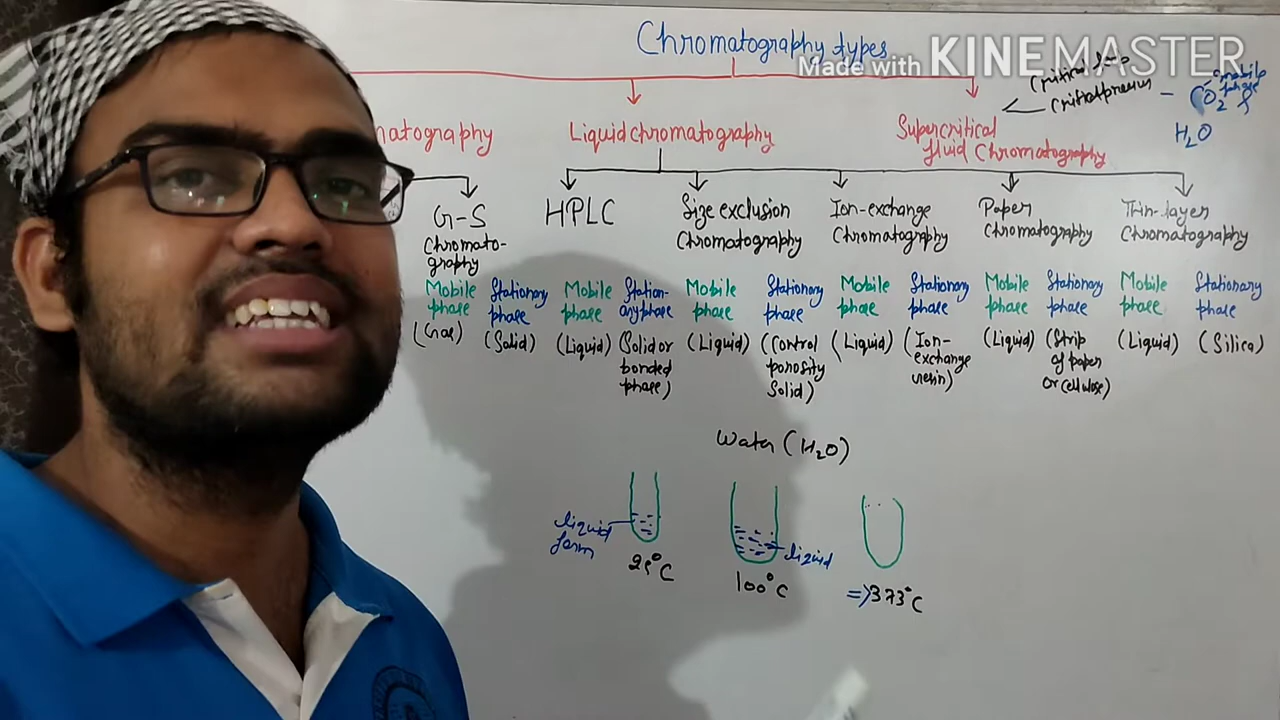 Chromatography types
Made with KINEMASTER
Critical
mobile
phase
CO2
H2O
matography
Liquid chromatography
Supercritical
fluid Chromatography
G-S
Chromato-
graphy
HPLC
Size exclusion
Chromatography
Ion-exchange
Chromatography
Paper
Chromatography
Thin-layer
Chromatography
Mobile
phase
(Gas)
Stationary
phase
(Solid)
Mobile
phase
(Liquid)
Station-
ary phase
(Solid or
bonded
phase)
Mobile
phase
(Liquid)
Stationary
phase
(Control
porosity
Solid)
Mobile
phase
(Liquid)
Stationary
phase
(Ion-
exchange
resin)
Mobile
phase
(Liquid)
Stationary
phase
(Strip
of paper
or cellulose)
Mobile
phase
(Liquid)
Stationary
phase
(Silica)
Water (H2O)
liquid
form
25°C
liquid
100°C
=>373°C